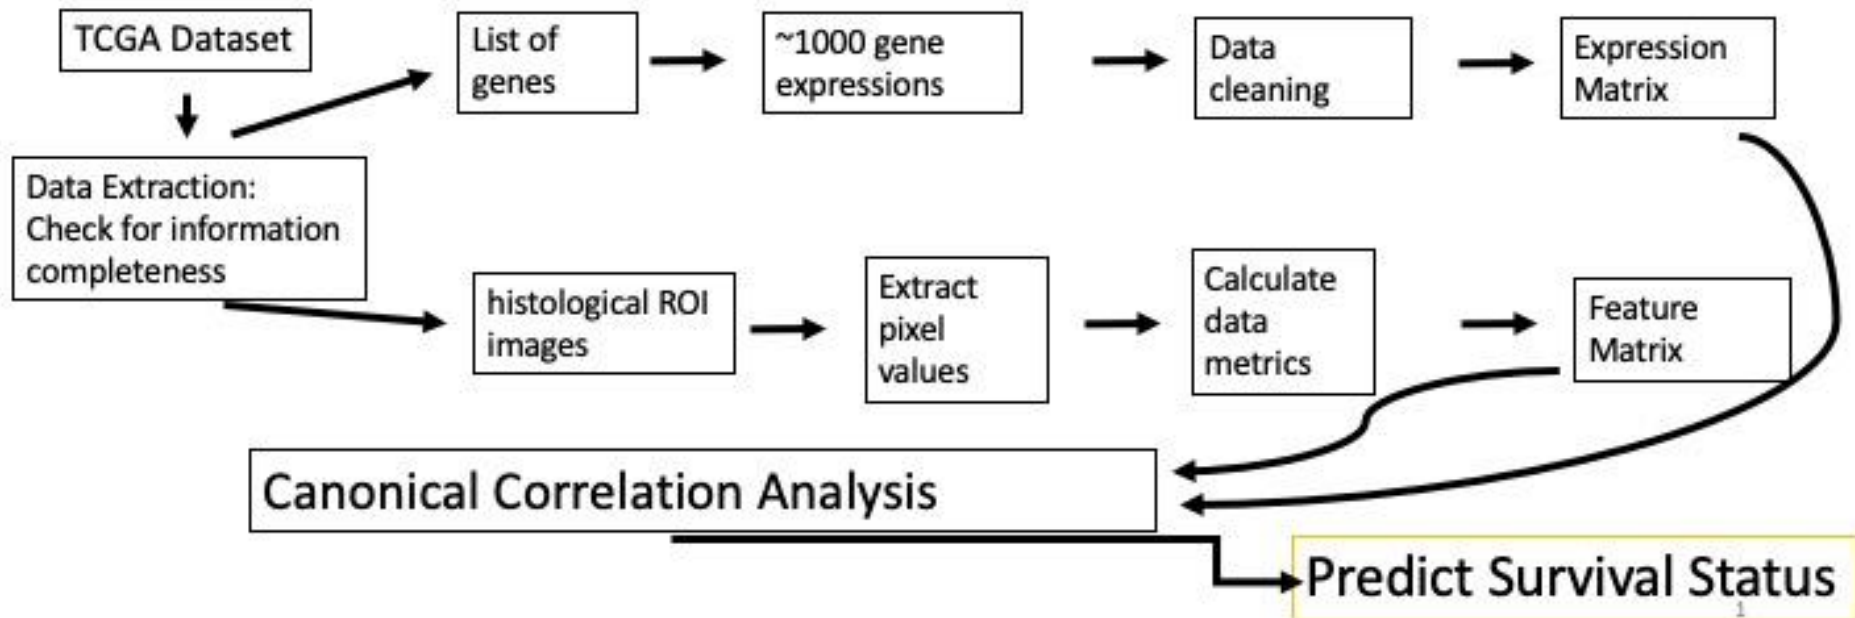 TCGA Dataset
List of
genes
~1000 gene
expressions
Data
cleaning
Expression
Matrix
Data Extraction:
Check for information
completeness
histological ROI
images
Extract
pixel
values
Calculate
data
metrics
Feature
Matrix
Canonical Correlation Analysis
Predict Survival Status
1